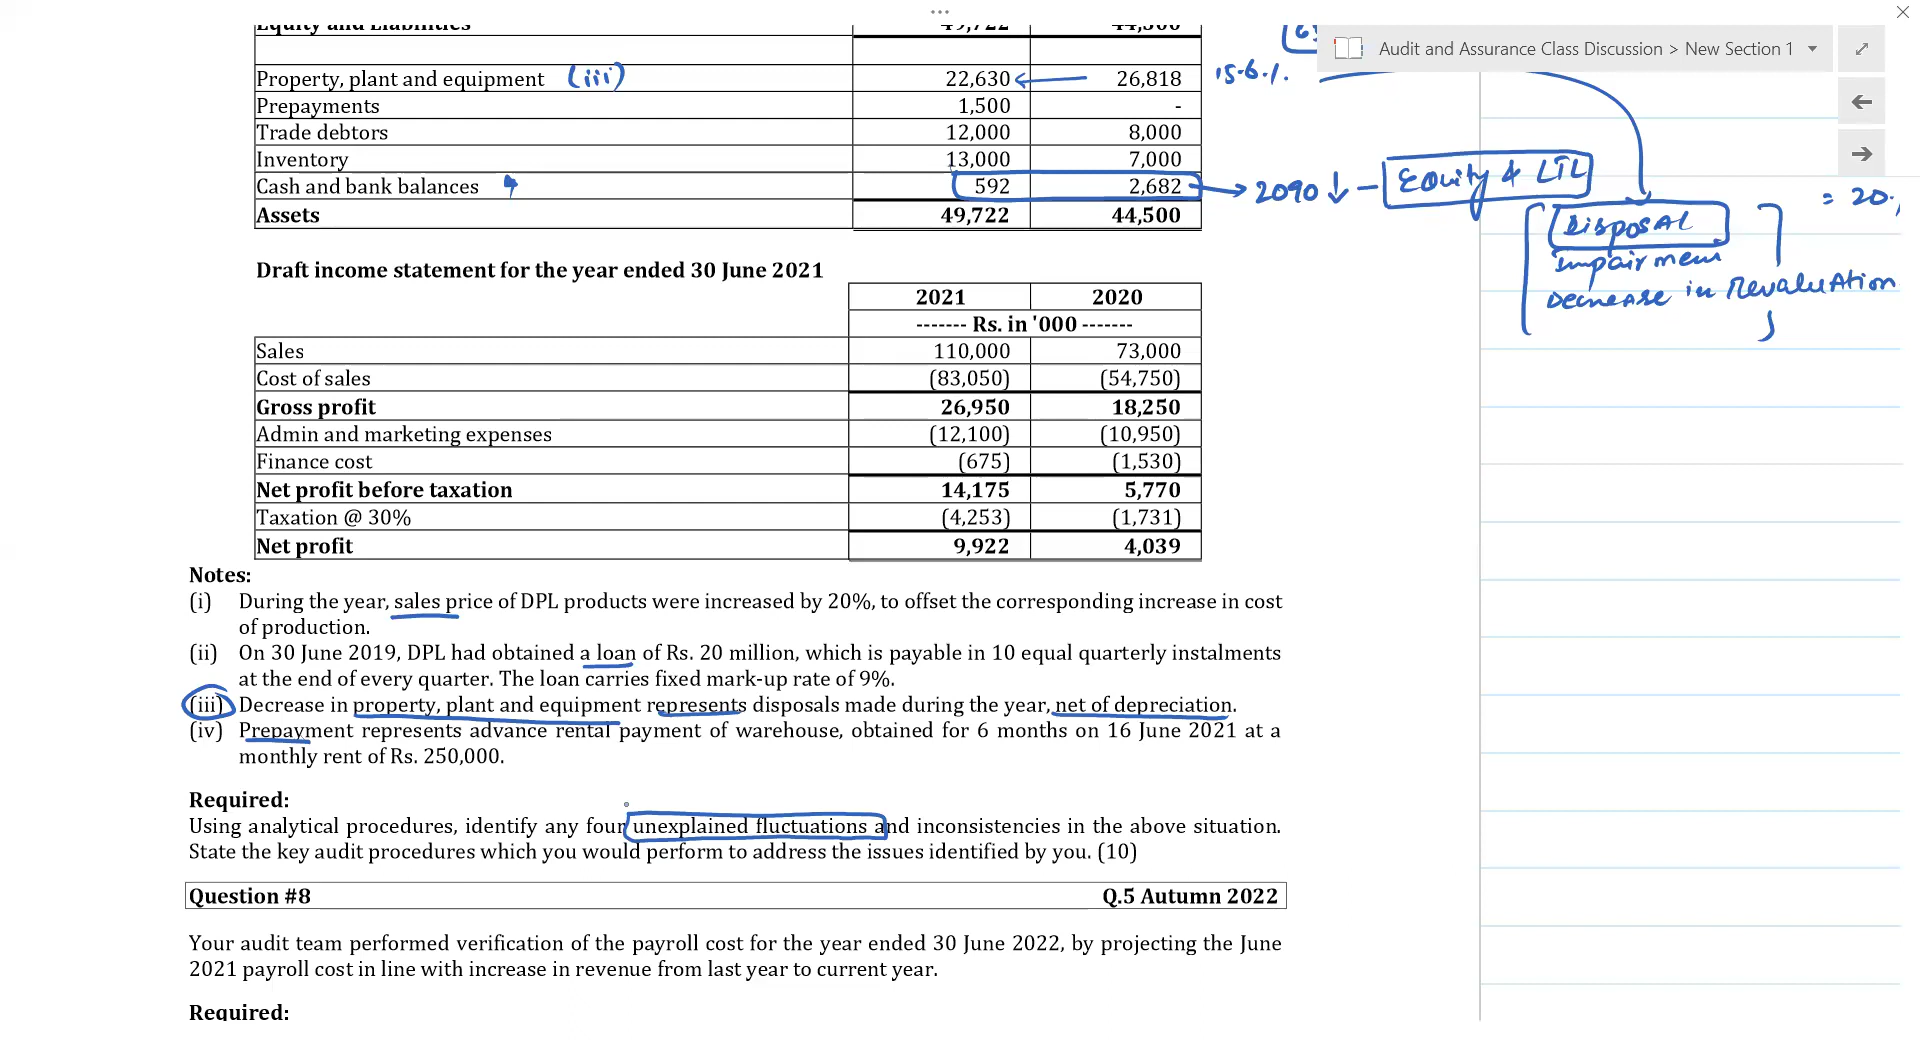 Equity and Liabilities 49,722 44,500
Audit and Assurance Class Discussion > New Section 1
Property, plant and equipment (iii) 22,630 26,818 15.6%.
Prepayments 1,500 -
Trade debtors 12,000 8,000
Inventory 13,000 7,000
Cash and bank balances 592 2,682 → 2090 ↓ – Equity & LTL
Assets 49,722 44,500
= 20.
Disposal
Impairment
Decrease in Revaluation
Draft income statement for the year ended 30 June 2021
2021 2020
------- Rs. in '000 -------
Sales 110,000 73,000
Cost of sales (83,050) (54,750)
Gross profit 26,950 18,250
Admin and marketing expenses (12,100) (10,950)
Finance cost (675) (1,530)
Net profit before taxation 14,175 5,770
Taxation @ 30% (4,253) (1,731)
Net profit 9,922 4,039
Notes:
(i) During the year, sales price of DPL products were increased by 20%, to offset the corresponding increase in cost
of production.
(ii) On 30 June 2019, DPL had obtained a loan of Rs. 20 million, which is payable in 10 equal quarterly instalments
at the end of every quarter. The loan carries fixed mark-up rate of 9%.
(iii) Decrease in property, plant and equipment represents disposals made during the year, net of depreciation.
(iv) Prepayment represents advance rental payment of warehouse, obtained for 6 months on 16 June 2021 at a
monthly rent of Rs. 250,000.
Required:
Using analytical procedures, identify any four unexplained fluctuations and inconsistencies in the above situation.
State the key audit procedures which you would perform to address the issues identified by you. (10)
Question #8 Q.5 Autumn 2022
Your audit team performed verification of the payroll cost for the year ended 30 June 2022, by projecting the June
2021 payroll cost in line with increase in revenue from last year to current year.
Required: